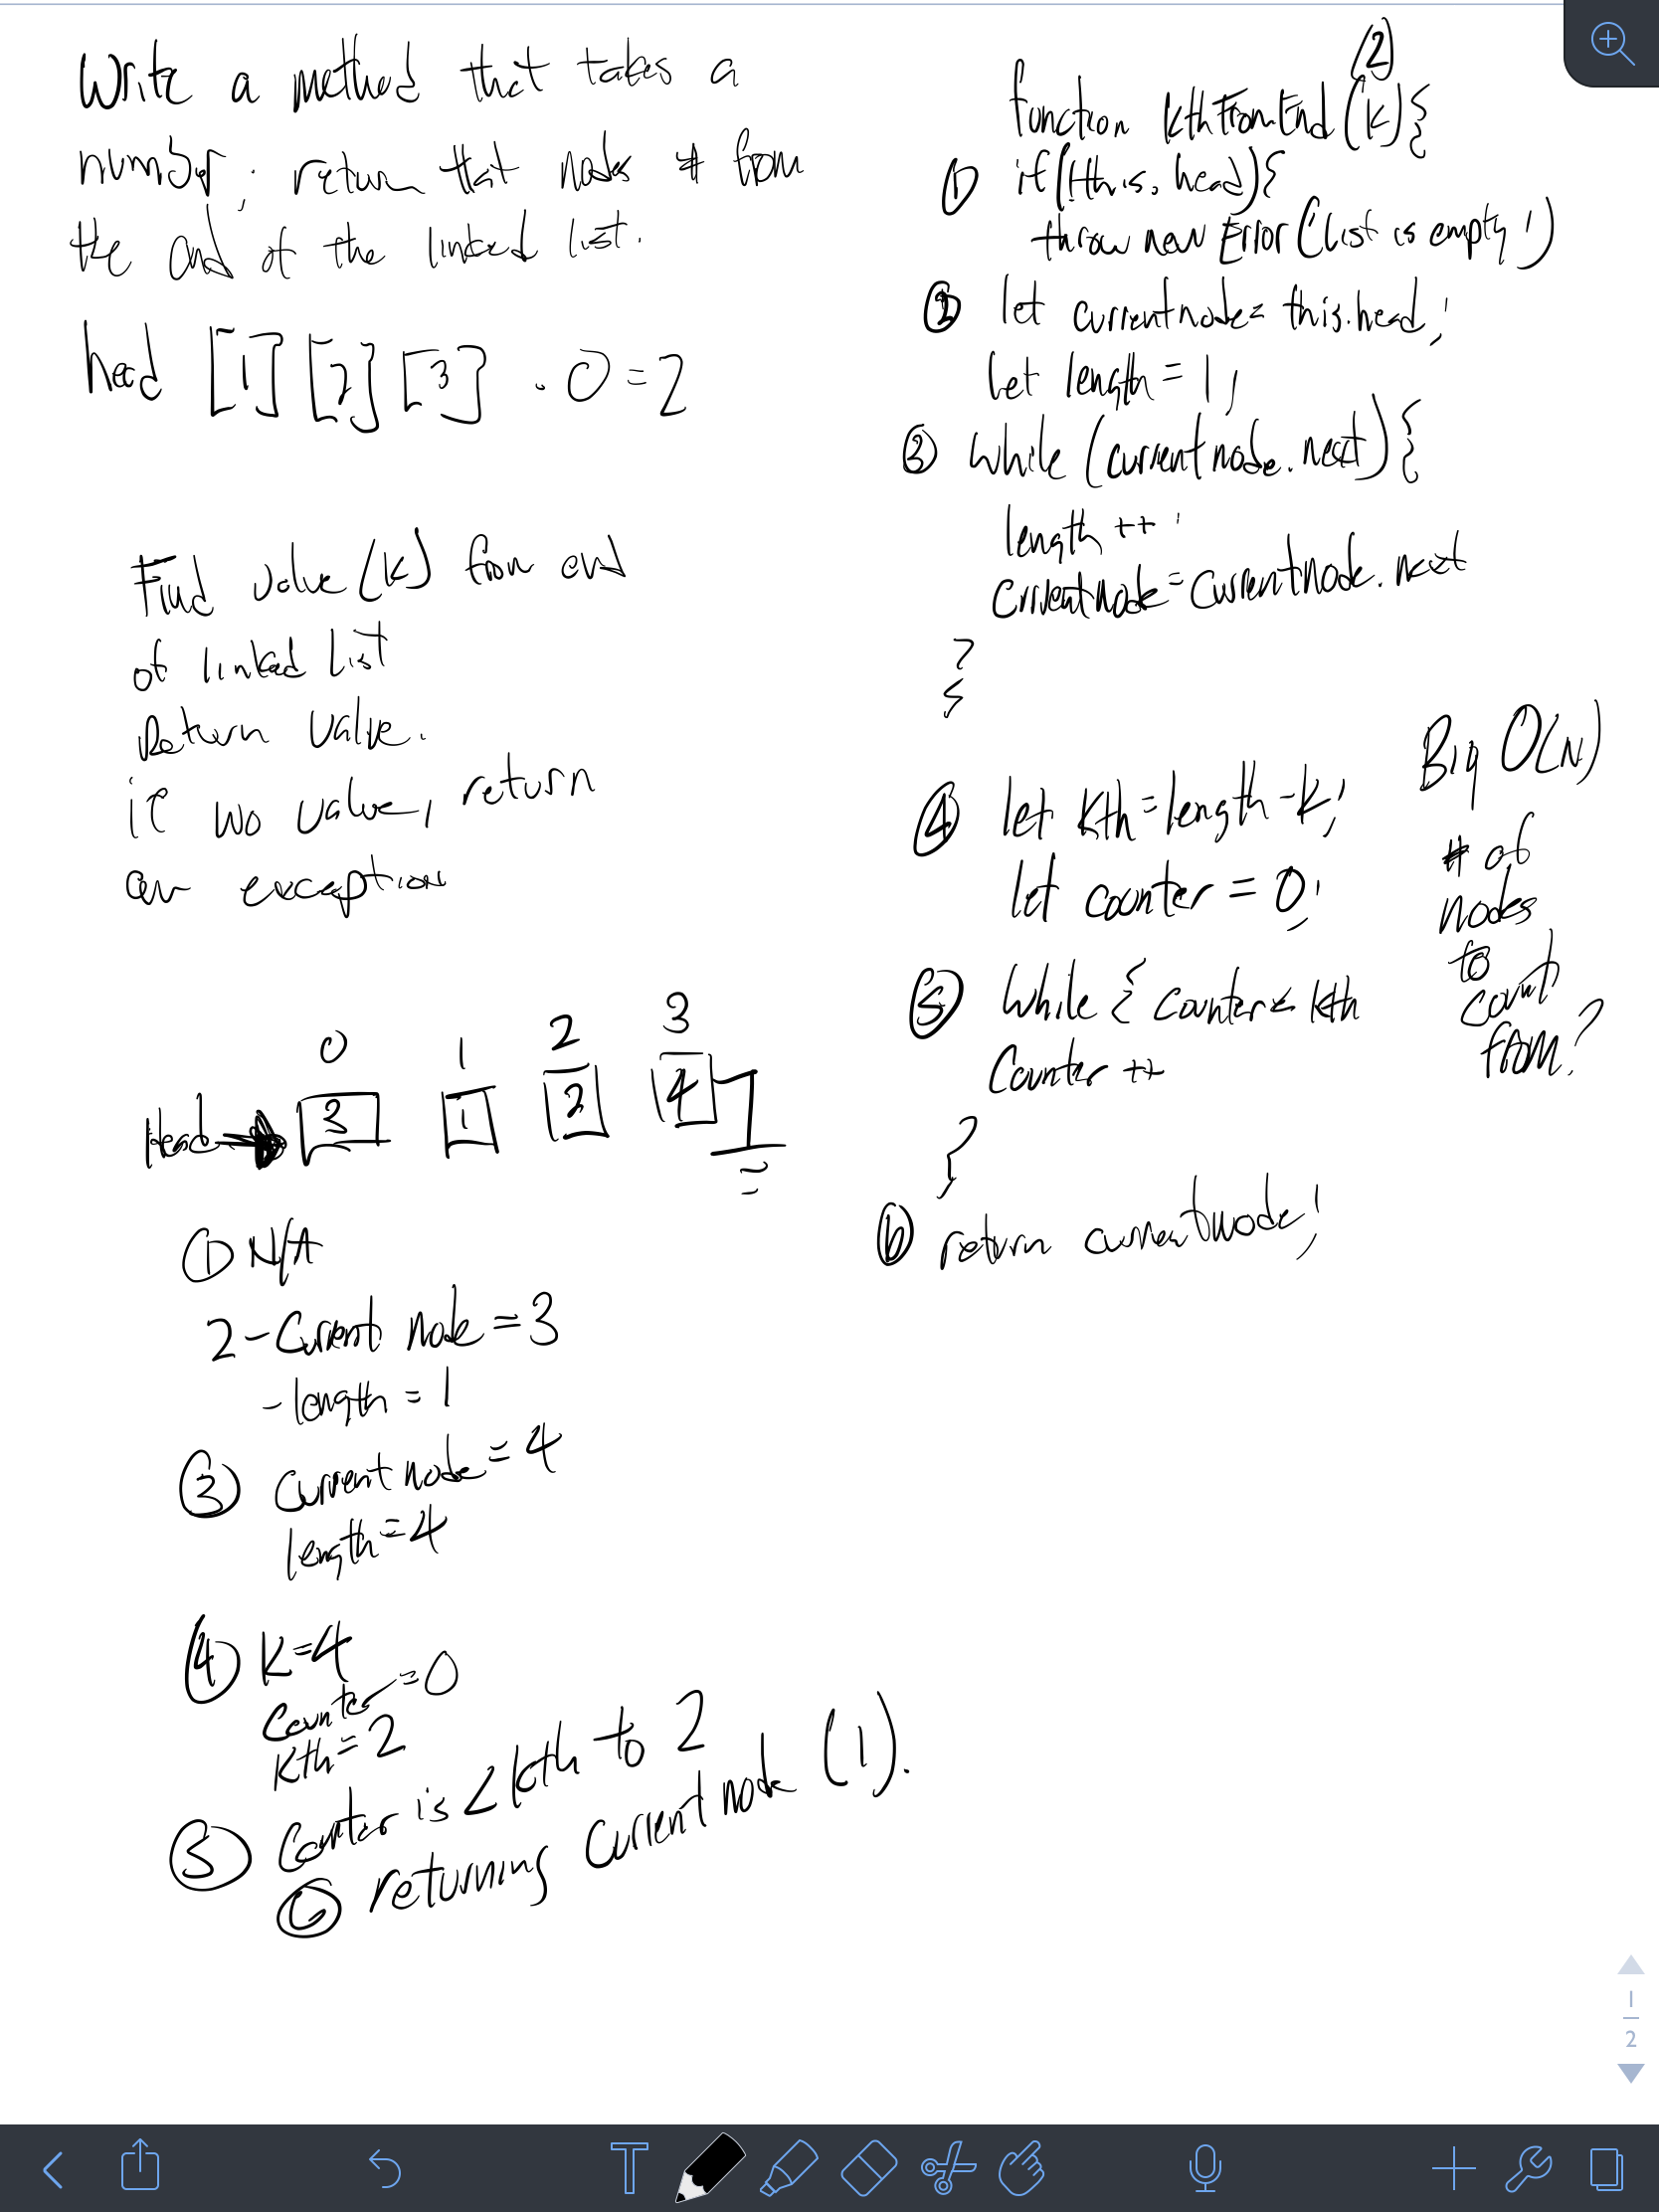 Write a method that takes a
number; return that nodes # from
the end of the linked list.
head [1] [2] [3] . 0 = 2
Find value (k) from end
of linked list
Return value.
if no value, return
an exception
0 1 2 3
Head → 3 1 2 4
① N/A
2 - Current node = 3
- length = 1
③ Current node = 4
length = 4
④ K = 4
Counter = 0
Kth = 2
⑤ Counter is < kth to 2
⑥ returning Current node (1).
(2)
function KthFromEnd (k) {
① if (!this.head) {
throw new Error ('list is empty')
② let currentnode = this.head;
let length = 1;
③ while (currentnode.next) {
length ++;
currentnode = currentnode.next
}
④ let kth = length - k;
let counter = 0;
⑤ while { counter < kth
Counter ++
}
⑥ return currentnode;
Big O(N)
# of
nodes
to
count
from?
1
2
T